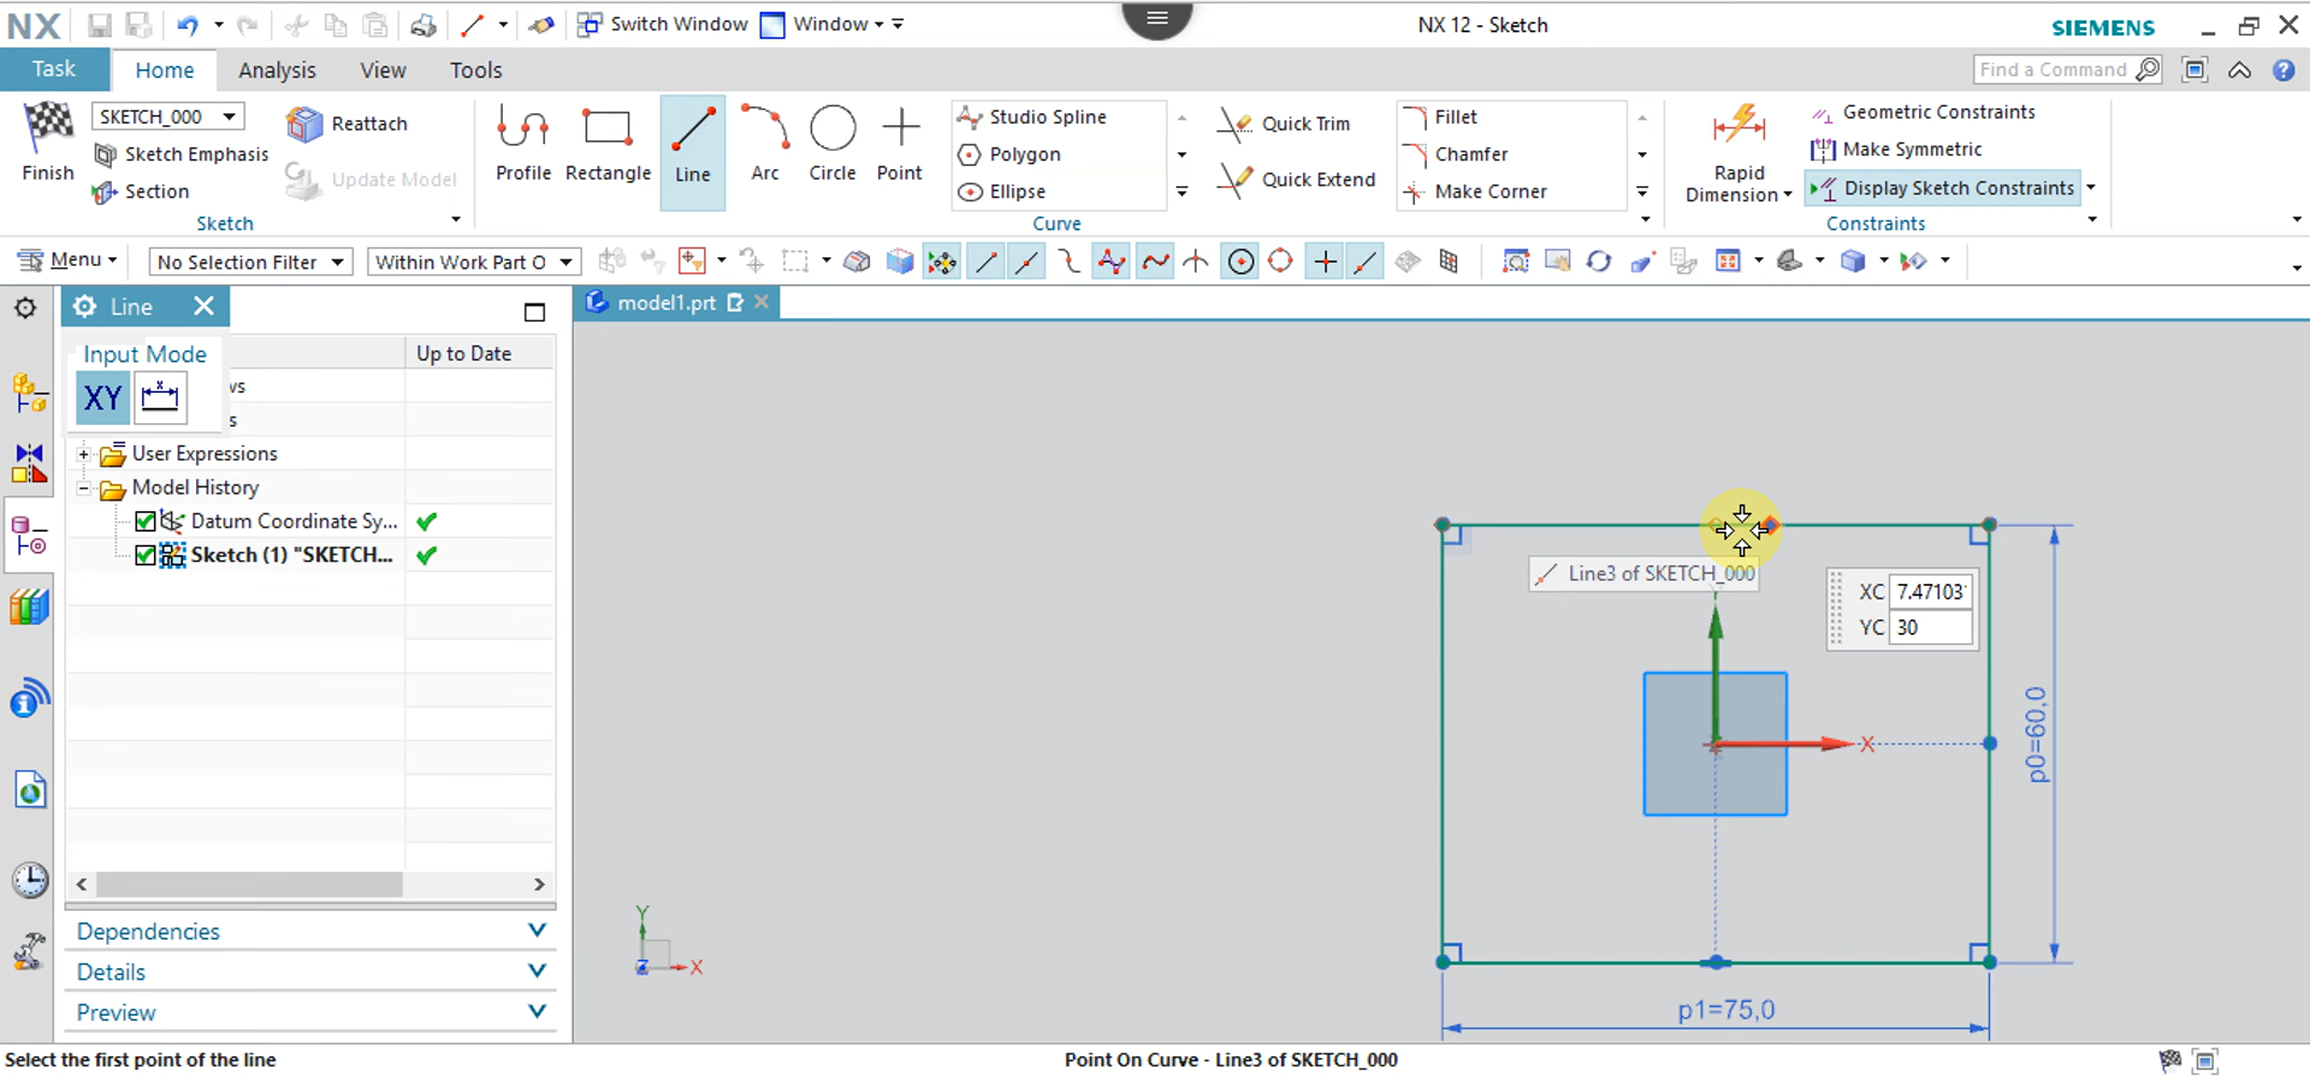 NX
Switch Window
Window
NX 12 - Sketch
SIEMENS
Task
Home
Analysis
View
Tools
Find a Command
Finish
SKETCH_000
Sketch Emphasis
Section
Reattach
Update Model
Sketch
Profile
Rectangle
Line
Arc
Circle
Point
Studio Spline
Polygon
Ellipse
Quick Trim
Quick Extend
Fillet
Chamfer
Make Corner
Curve
Rapid
Dimension
Geometric Constraints
Make Symmetric
Display Sketch Constraints
Constraints
Menu
No Selection Filter
Within Work Part O
Line
model1.prt
Input Mode
XY
Up to Date
ws
s
User Expressions
Model History
Datum Coordinate Sy...
Sketch (1) "SKETCH...
Dependencies
Details
Preview
Line3 of SKETCH_000
XC 7.47103
YC 30
Y
X
p0=60,0
p1=75,0
Y
Z
X
Select the first point of the line
Point On Curve - Line3 of SKETCH_000